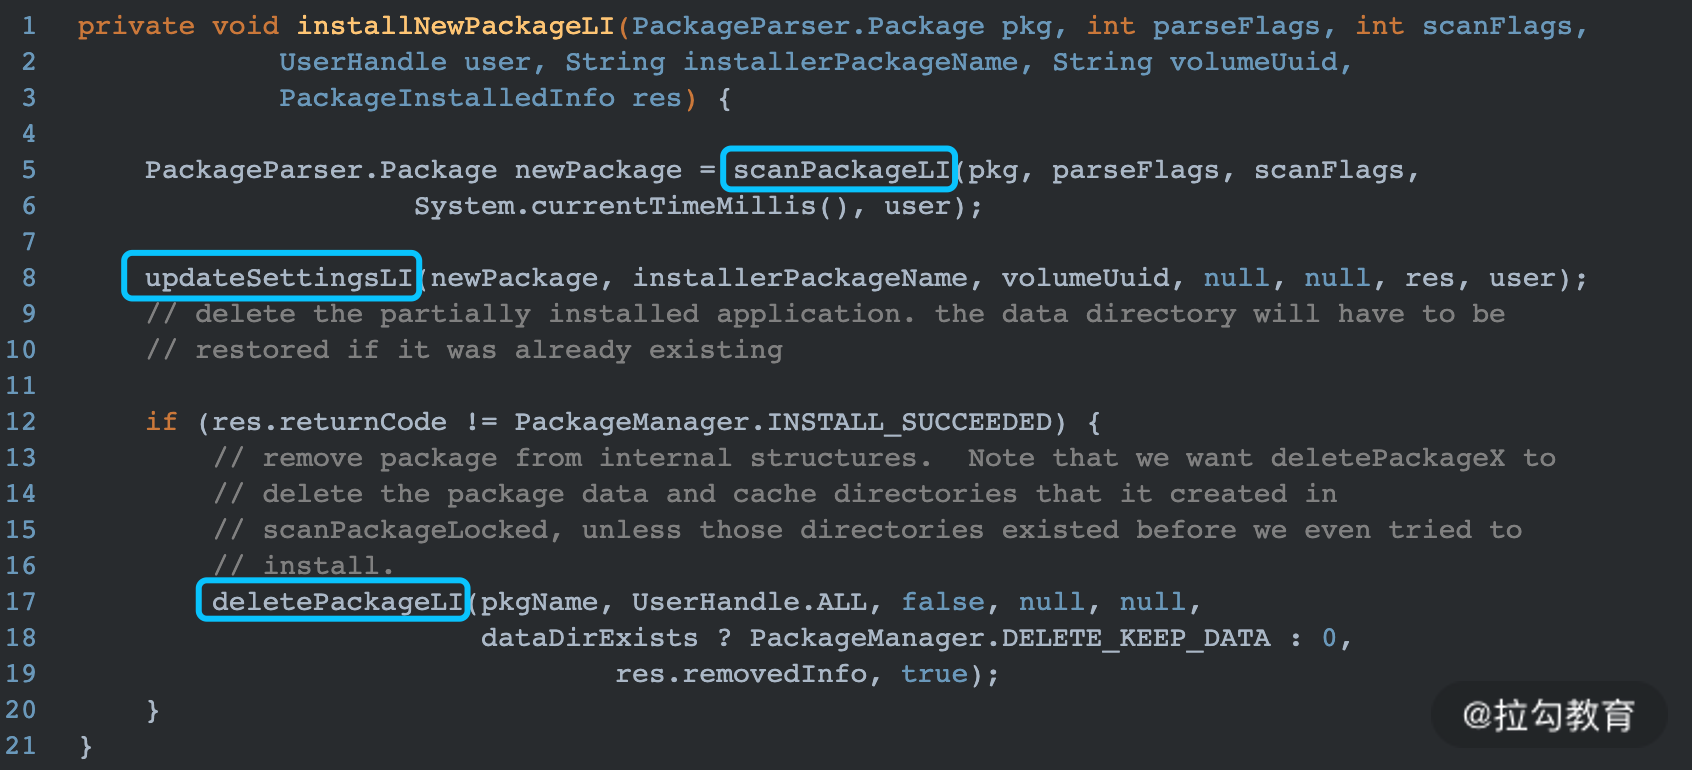 1 private void installNewPackageLI(PackageParser.Package pkg, int parseFlags, int scanFlags,
2 UserHandle user, String installerPackageName, String volumeUuid,
3 PackageInstalledInfo res) {
4
5 PackageParser.Package newPackage = scanPackageLI(pkg, parseFlags, scanFlags,
6 System.currentTimeMillis(), user);
7
8 updateSettingsLI(newPackage, installerPackageName, volumeUuid, null, null, res, user);
9 // delete the partially installed application. the data directory will have to be
10 // restored if it was already existing
11
12 if (res.returnCode != PackageManager.INSTALL_SUCCEEDED) {
13 // remove package from internal structures.  Note that we want deletePackageX to
14 // delete the package data and cache directories that it created in
15 // scanPackageLocked, unless those directories existed before we even tried to
16 // install.
17 deletePackageLI(pkgName, UserHandle.ALL, false, null, null,
18 dataDirExists ? PackageManager.DELETE_KEEP_DATA : 0,
19 res.removedInfo, true);
20 }
21 }
@拉勾教育